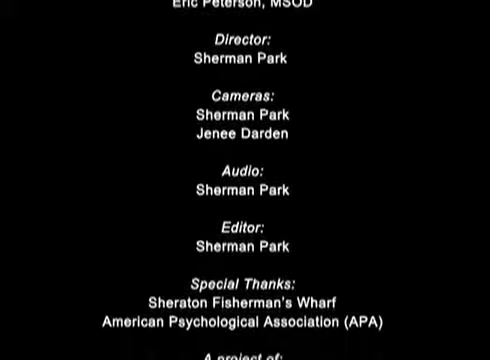 Eric Peterson, MSOD
Director:
Sherman Park
Cameras:
Sherman Park
Jenee Darden
Audio:
Sherman Park
Editor:
Sherman Park
Special Thanks:
Sheraton Fisherman's Wharf
American Psychological Association (APA)
A project of: